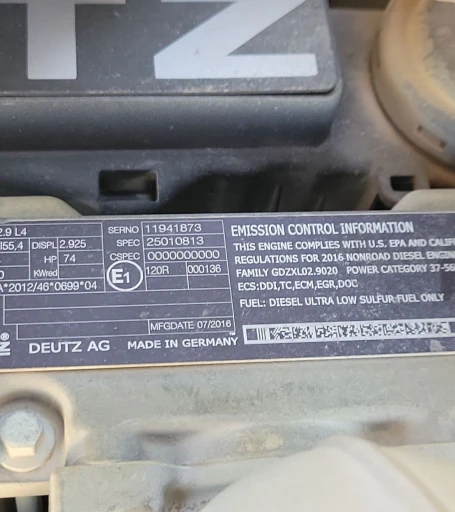 TZ
2.9 L4
SERNO 11941873
I55,4 DISPL 2.925 SPEC 25010813
HP 74 CSPEC 0000000000
0 KWred E1 120R 000136
A*2012/46*0699*04
MFGDATE 07/2016
DEUTZ AG MADE IN GERMANY
EMISSION CONTROL INFORMATION
THIS ENGINE COMPLIES WITH U.S. EPA AND CALIF
REGULATIONS FOR 2016 NONROAD DIESEL ENGIN
FAMILY GDZXL02.9020 POWER CATEGORY 37-56
ECS:DDI,TC,ECM,EGR,DOC
FUEL: DIESEL ULTRA LOW SULFUR FUEL ONLY